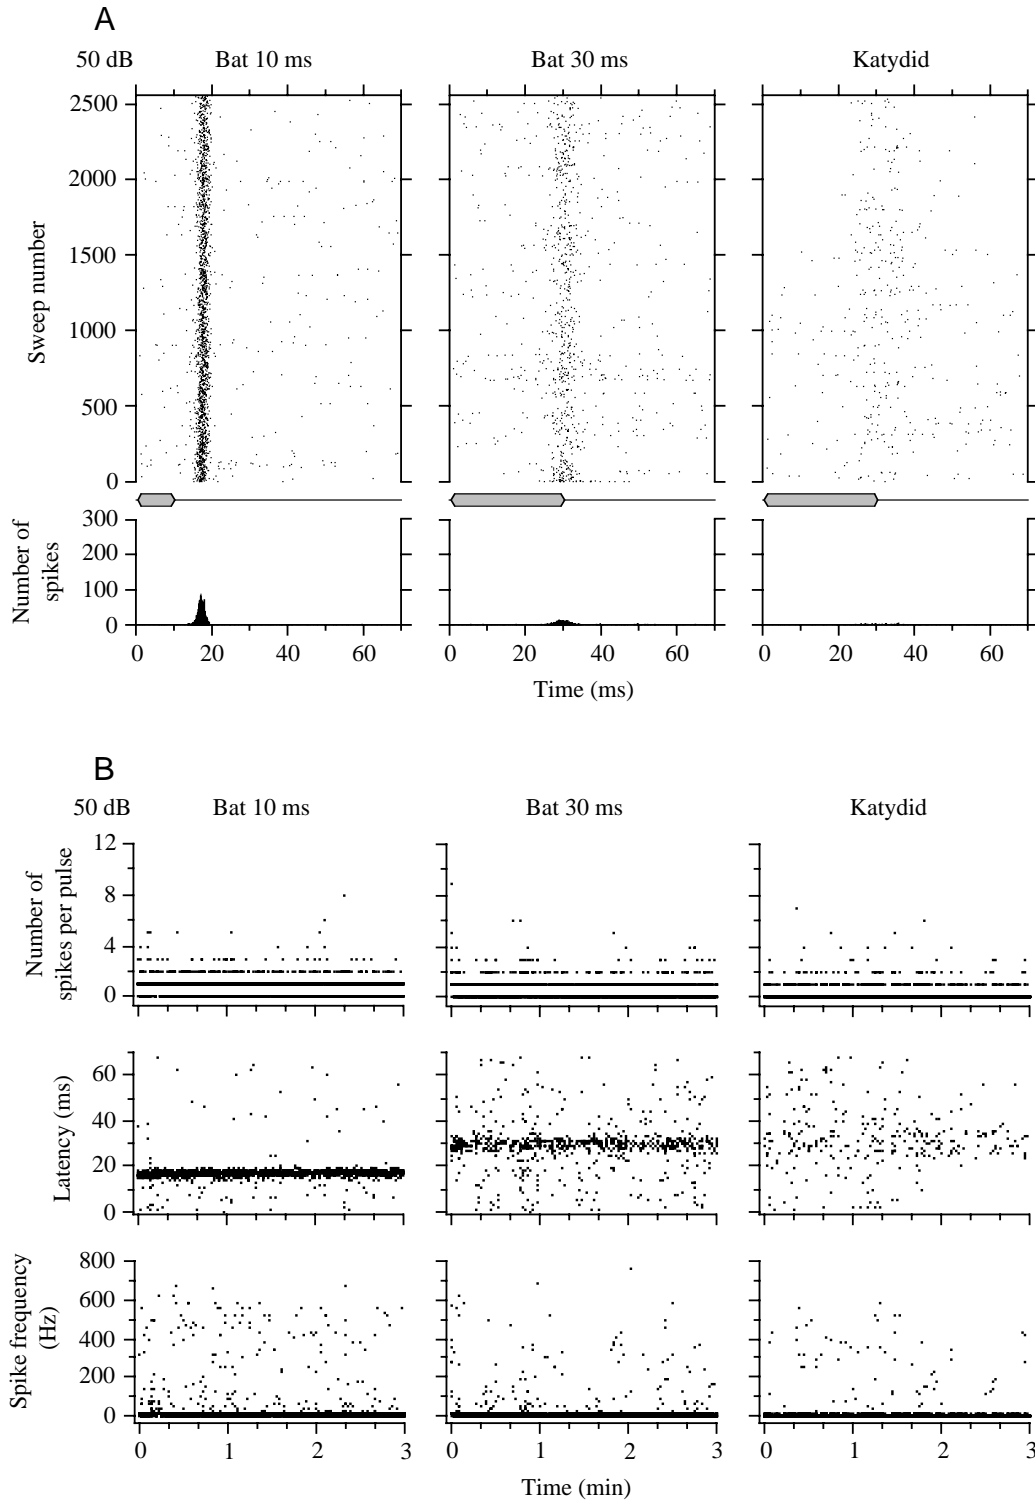 A
50 dB Bat 10 ms Bat 30 ms Katydid
2500
2000
1500
1000
500
0
Sweep number
300
200
100
0
Number of
spikes
0 20 40 60 0 20 40 60 0 20 40 60
Time (ms)
B
50 dB Bat 10 ms Bat 30 ms Katydid
12
8
4
0
Number of
spikes per pulse
60
40
20
0
Latency (ms)
800
600
400
200
0
Spike frequency
(Hz)
0 1 2 3 0 1 2 3 0 1 2 3
Time (min)